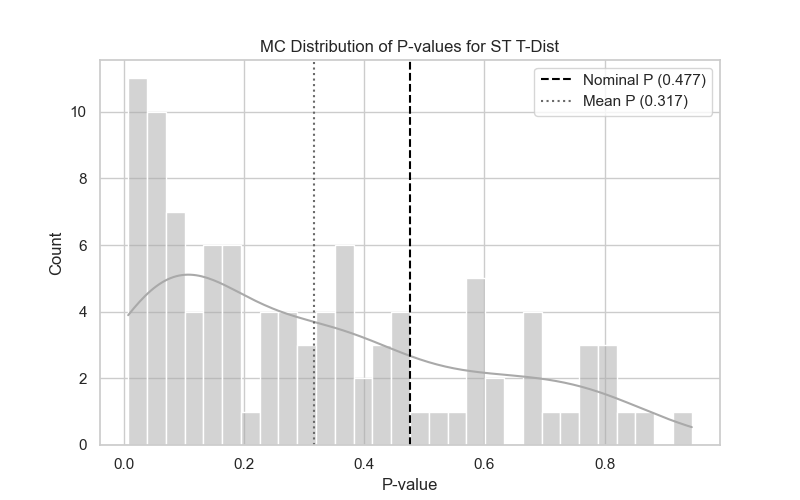 MC Distribution of P-values for ST T-Dist
Nominal P (0.477)
Mean P (0.317)
Count
10
8
6
4
2
0
0.0 0.2 0.4 0.6 0.8
P-value